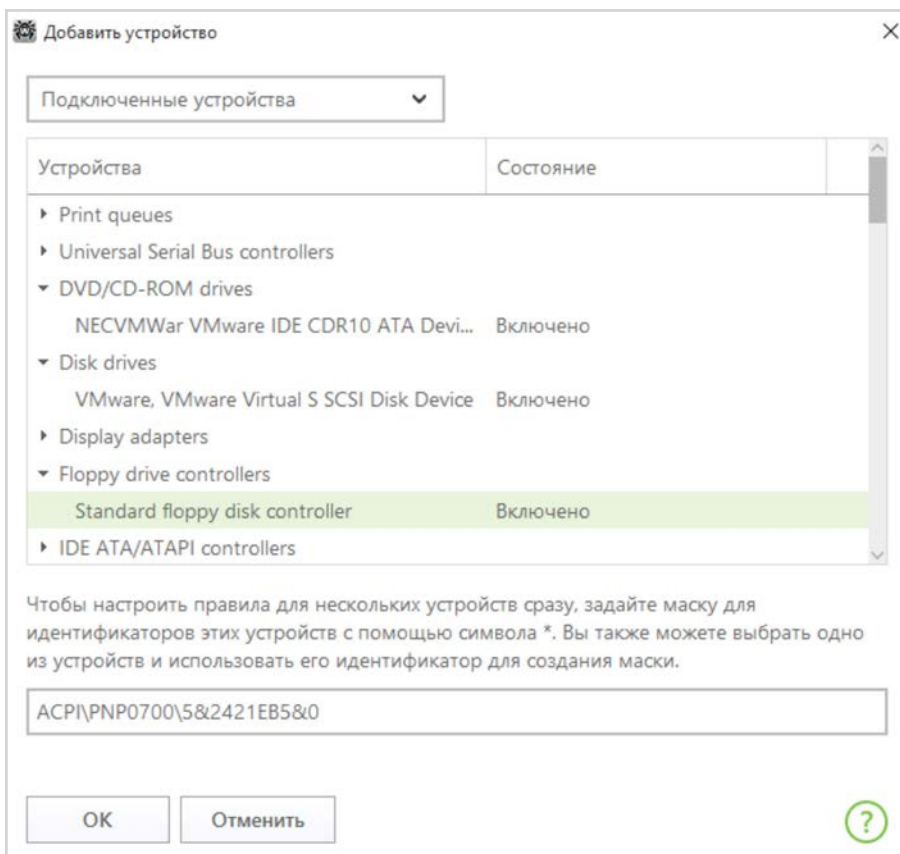 Добавить устройство
Подключенные устройства
Устройства Состояние
Print queues
Universal Serial Bus controllers
DVD/CD-ROM drives
NECVMWar VMware IDE CDR10 ATA Devi... Включено
Disk drives
VMware, VMware Virtual S SCSI Disk Device Включено
Display adapters
Floppy drive controllers
Standard floppy disk controller Включено
IDE ATA/ATAPI controllers
Чтобы настроить правила для нескольких устройств сразу, задайте маску для
идентификаторов этих устройств с помощью символа *. Вы также можете выбрать одно
из устройств и использовать его идентификатор для создания маски.
ACPI\PNP0700\5&2421EB5&0
OK Отменить ?